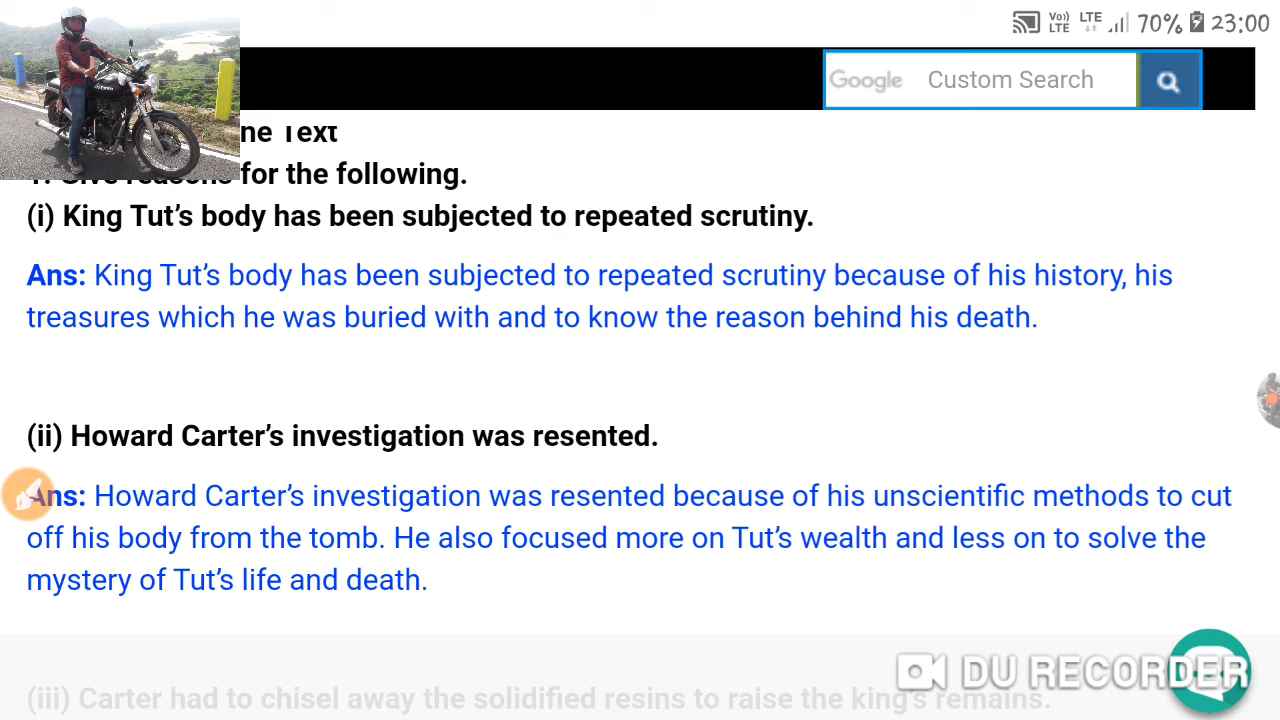 Vo) LTE LTE 70% 23:00
Google Custom Search
ne Text
1. Give reasons for the following.
(i) King Tut's body has been subjected to repeated scrutiny.
Ans: King Tut's body has been subjected to repeated scrutiny because of his history, his
treasures which he was buried with and to know the reason behind his death.
(ii) Howard Carter's investigation was resented.
Ans: Howard Carter's investigation was resented because of his unscientific methods to cut
off his body from the tomb. He also focused more on Tut's wealth and less on to solve the
mystery of Tut's life and death.
DU RECORDER
(iii) Carter had to chisel away the solidified resins to raise the king's remains.